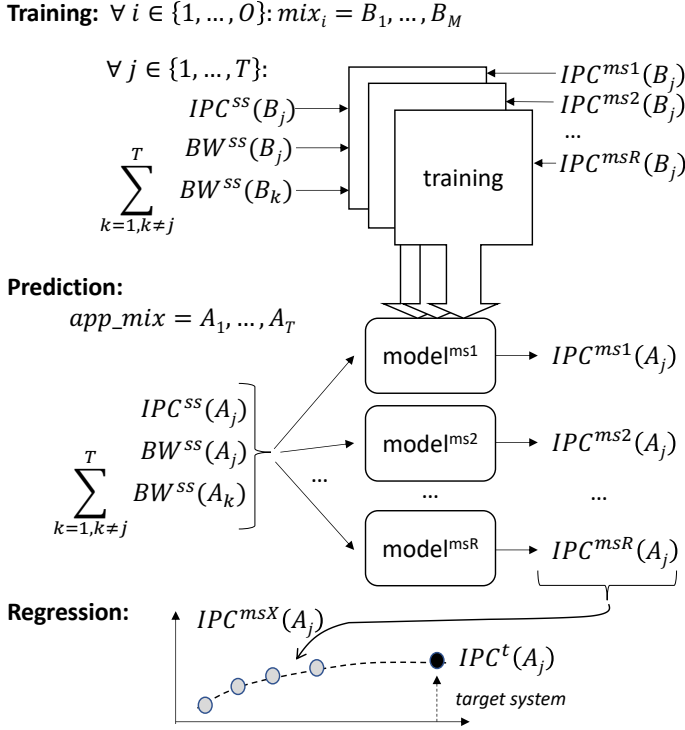 Training: ∀ i ∈ {1, … , O}: mix_i = B_1, … , B_M
∀ j ∈ {1, … , T}:
IPC^{ms1}(B_j)
IPC^{ss}(B_j)
IPC^{ms2}(B_j)
...
BW^{ss}(B_j)
IPC^{msR}(B_j)
training
∑_{k=1,k≠j}^{T} BW^{ss}(B_k)
Prediction:
app_mix = A_1, … , A_T
model^{ms1}
IPC^{ms1}(A_j)
IPC^{ss}(A_j)
BW^{ss}(A_j)
∑_{k=1,k≠j}^{T} BW^{ss}(A_k)
model^{ms2}
IPC^{ms2}(A_j)
...
...
...
model^{msR}
IPC^{msR}(A_j)
Regression:
IPC^{msX}(A_j)
IPC^{t}(A_j)
target system